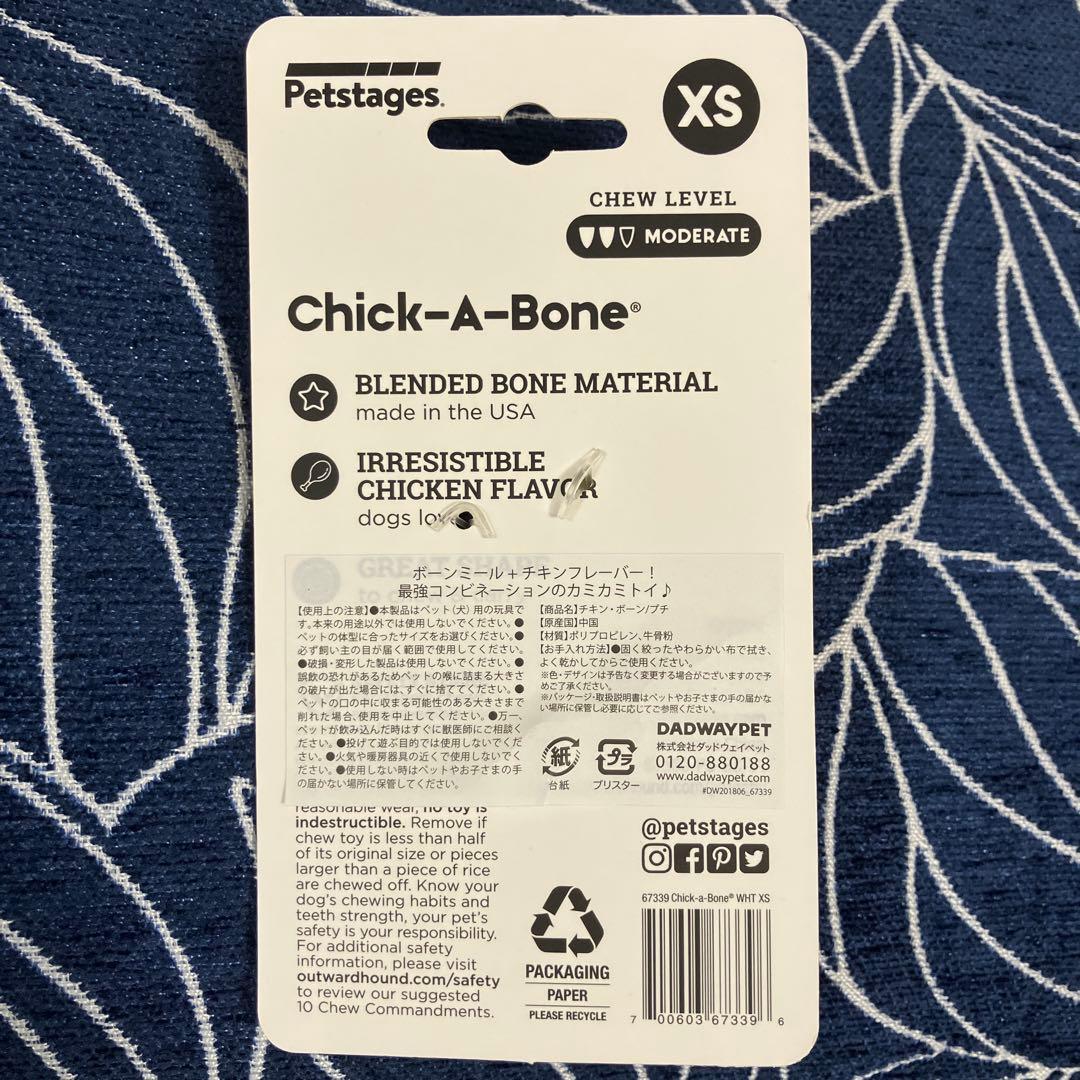 Petstages.
XS
CHEW LEVEL
MODERATE
Chick-A-Bone®
BLENDED BONE MATERIAL
made in the USA
IRRESISTIBLE
CHICKEN FLAVOR
dogs love
GREAT SHAPE
ボーンミール+チキンフレーバー!
最強コンビネーションのカミカミトイ♪
【使用上の注意】●本製品はペット(犬)用の玩具で
す。本来の用途以外では使用しないでください。●
ペットの体型に合ったサイズをお選びください。●
必ず飼い主の目が届く範囲で使用してください。
●破損・変形した製品は使用しないでください。●
誤飲の恐れがあるためペットの喉に詰まる大きさ
の破片が出た場合には、すぐに捨ててください。●
ペットの口の中に収まる可能性のある大きさまで
削れた場合、使用を中止してください。●万一、
ペットが飲み込んだ時はすぐに獣医師にご相談く
ださい。●投げて遊ぶ目的では使用しないでくだ
さい。●火気や暖房器具の近くで使用しないでく
ださい。●使用しない時はペットやお子さまの手
の届かない場所に保管してください。
【商品名】チキン・ボーン/プチ
【原産国】中国
【材質】ポリプロピレン、牛骨粉
【お手入れ方法】●固く絞ったやわらかい布で拭き、
よく乾かしてからご使用ください。
※色・デザインは予告なく変更する場合がございますので予
めご了承ください。
※パッケージ・取扱説明書はペットやお子さまの手の届かな
い場所に保管し必要に応じてご参照ください。
紙
台紙
プラ
ブリスター
DADWAYPET
株式会社ダッドウェイペット
0120-880188
www.dadwaypet.com
#DW201806_67339
reasonable wear, no toy is
indestructible. Remove if
chew toy is less than half
of its original size or pieces
larger than a piece of rice
are chewed off. Know your
dog's chewing habits and
teeth strength, your pet's
safety is your responsibility.
For additional safety
information, please visit
outwardhound.com/safety
to review our suggested
10 Chew Commandments.
PACKAGING
PAPER
PLEASE RECYCLE
@petstages
67339 Chick-a-Bone® WHT XS
7 00603 67339 6